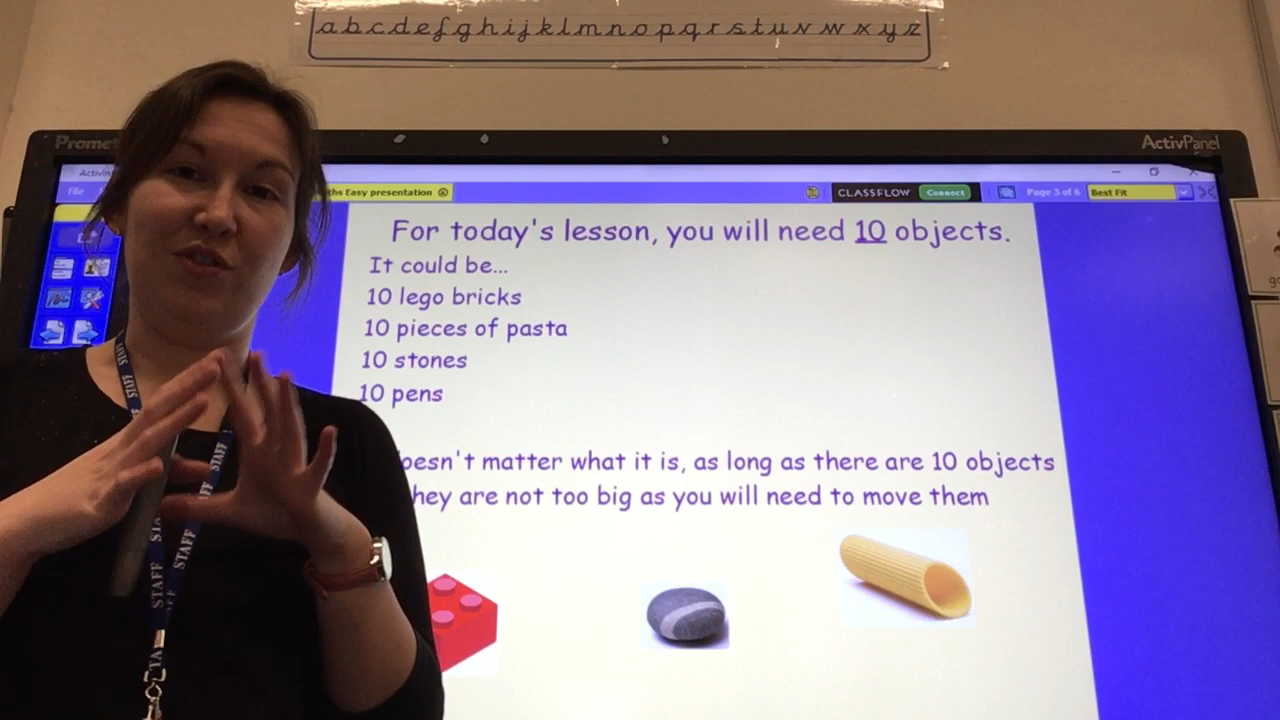 abcdefghijklmnopqrstuvwxyz
ActivPanel
File
ths Easy presentation
CLASSFLOW Connect
Page 3 of 6
Best Fit
For today's lesson, you will need 10 objects.
It could be...
10 lego bricks
10 pieces of pasta
10 stones
10 pens
oesn't matter what it is, as long as there are 10 objects
hey are not too big as you will need to move them
STAFF
STAFF
STAFF
STAFF
STAFF